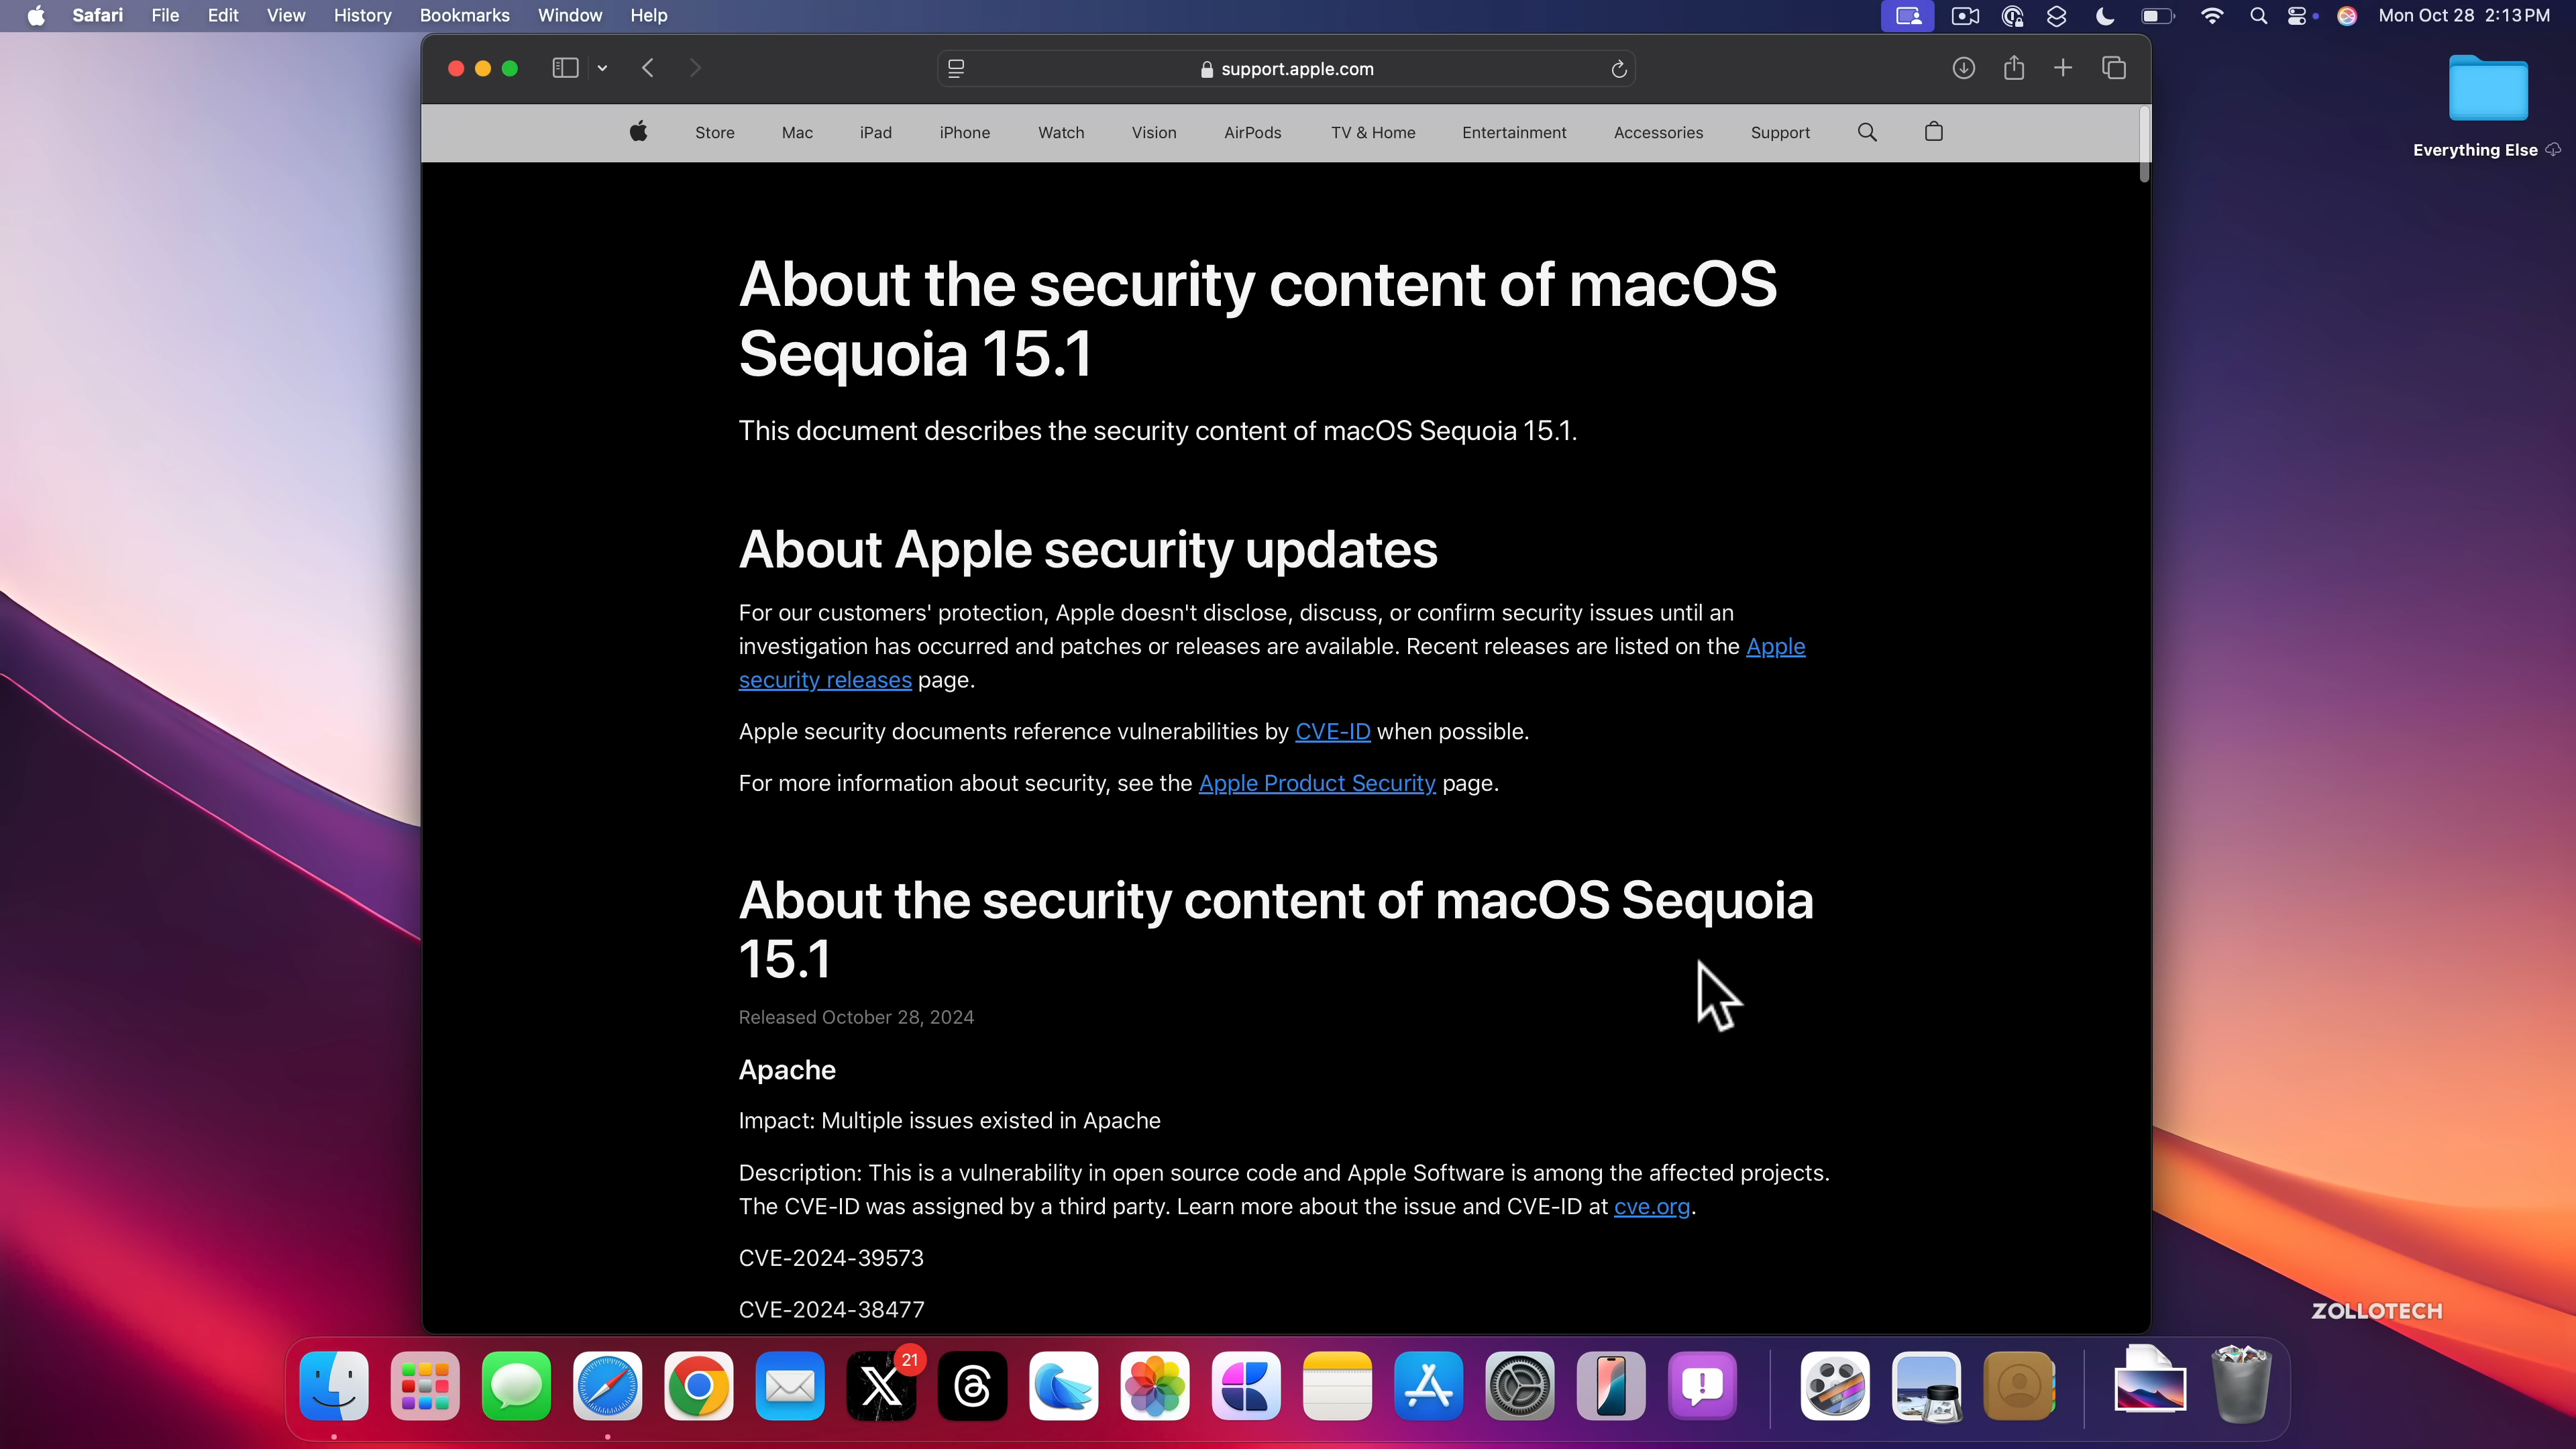 Safari File Edit View History Bookmarks Window Help Mon Oct 28 2:13 PM
support.apple.com
Everything Else
Store Mac iPad iPhone Watch Vision AirPods TV & Home Entertainment Accessories Support
About the security content of macOS
Sequoia 15.1
This document describes the security content of macOS Sequoia 15.1.
About Apple security updates
For our customers' protection, Apple doesn't disclose, discuss, or confirm security issues until an
investigation has occurred and patches or releases are available. Recent releases are listed on the Apple
security releases page.
Apple security documents reference vulnerabilities by CVE-ID when possible.
For more information about security, see the Apple Product Security page.
About the security content of macOS Sequoia
15.1
Released October 28, 2024
Apache
Impact: Multiple issues existed in Apache
Description: This is a vulnerability in open source code and Apple Software is among the affected projects.
The CVE-ID was assigned by a third party. Learn more about the issue and CVE-ID at cve.org.
CVE-2024-39573
CVE-2024-38477
ZOLLOTECH
21